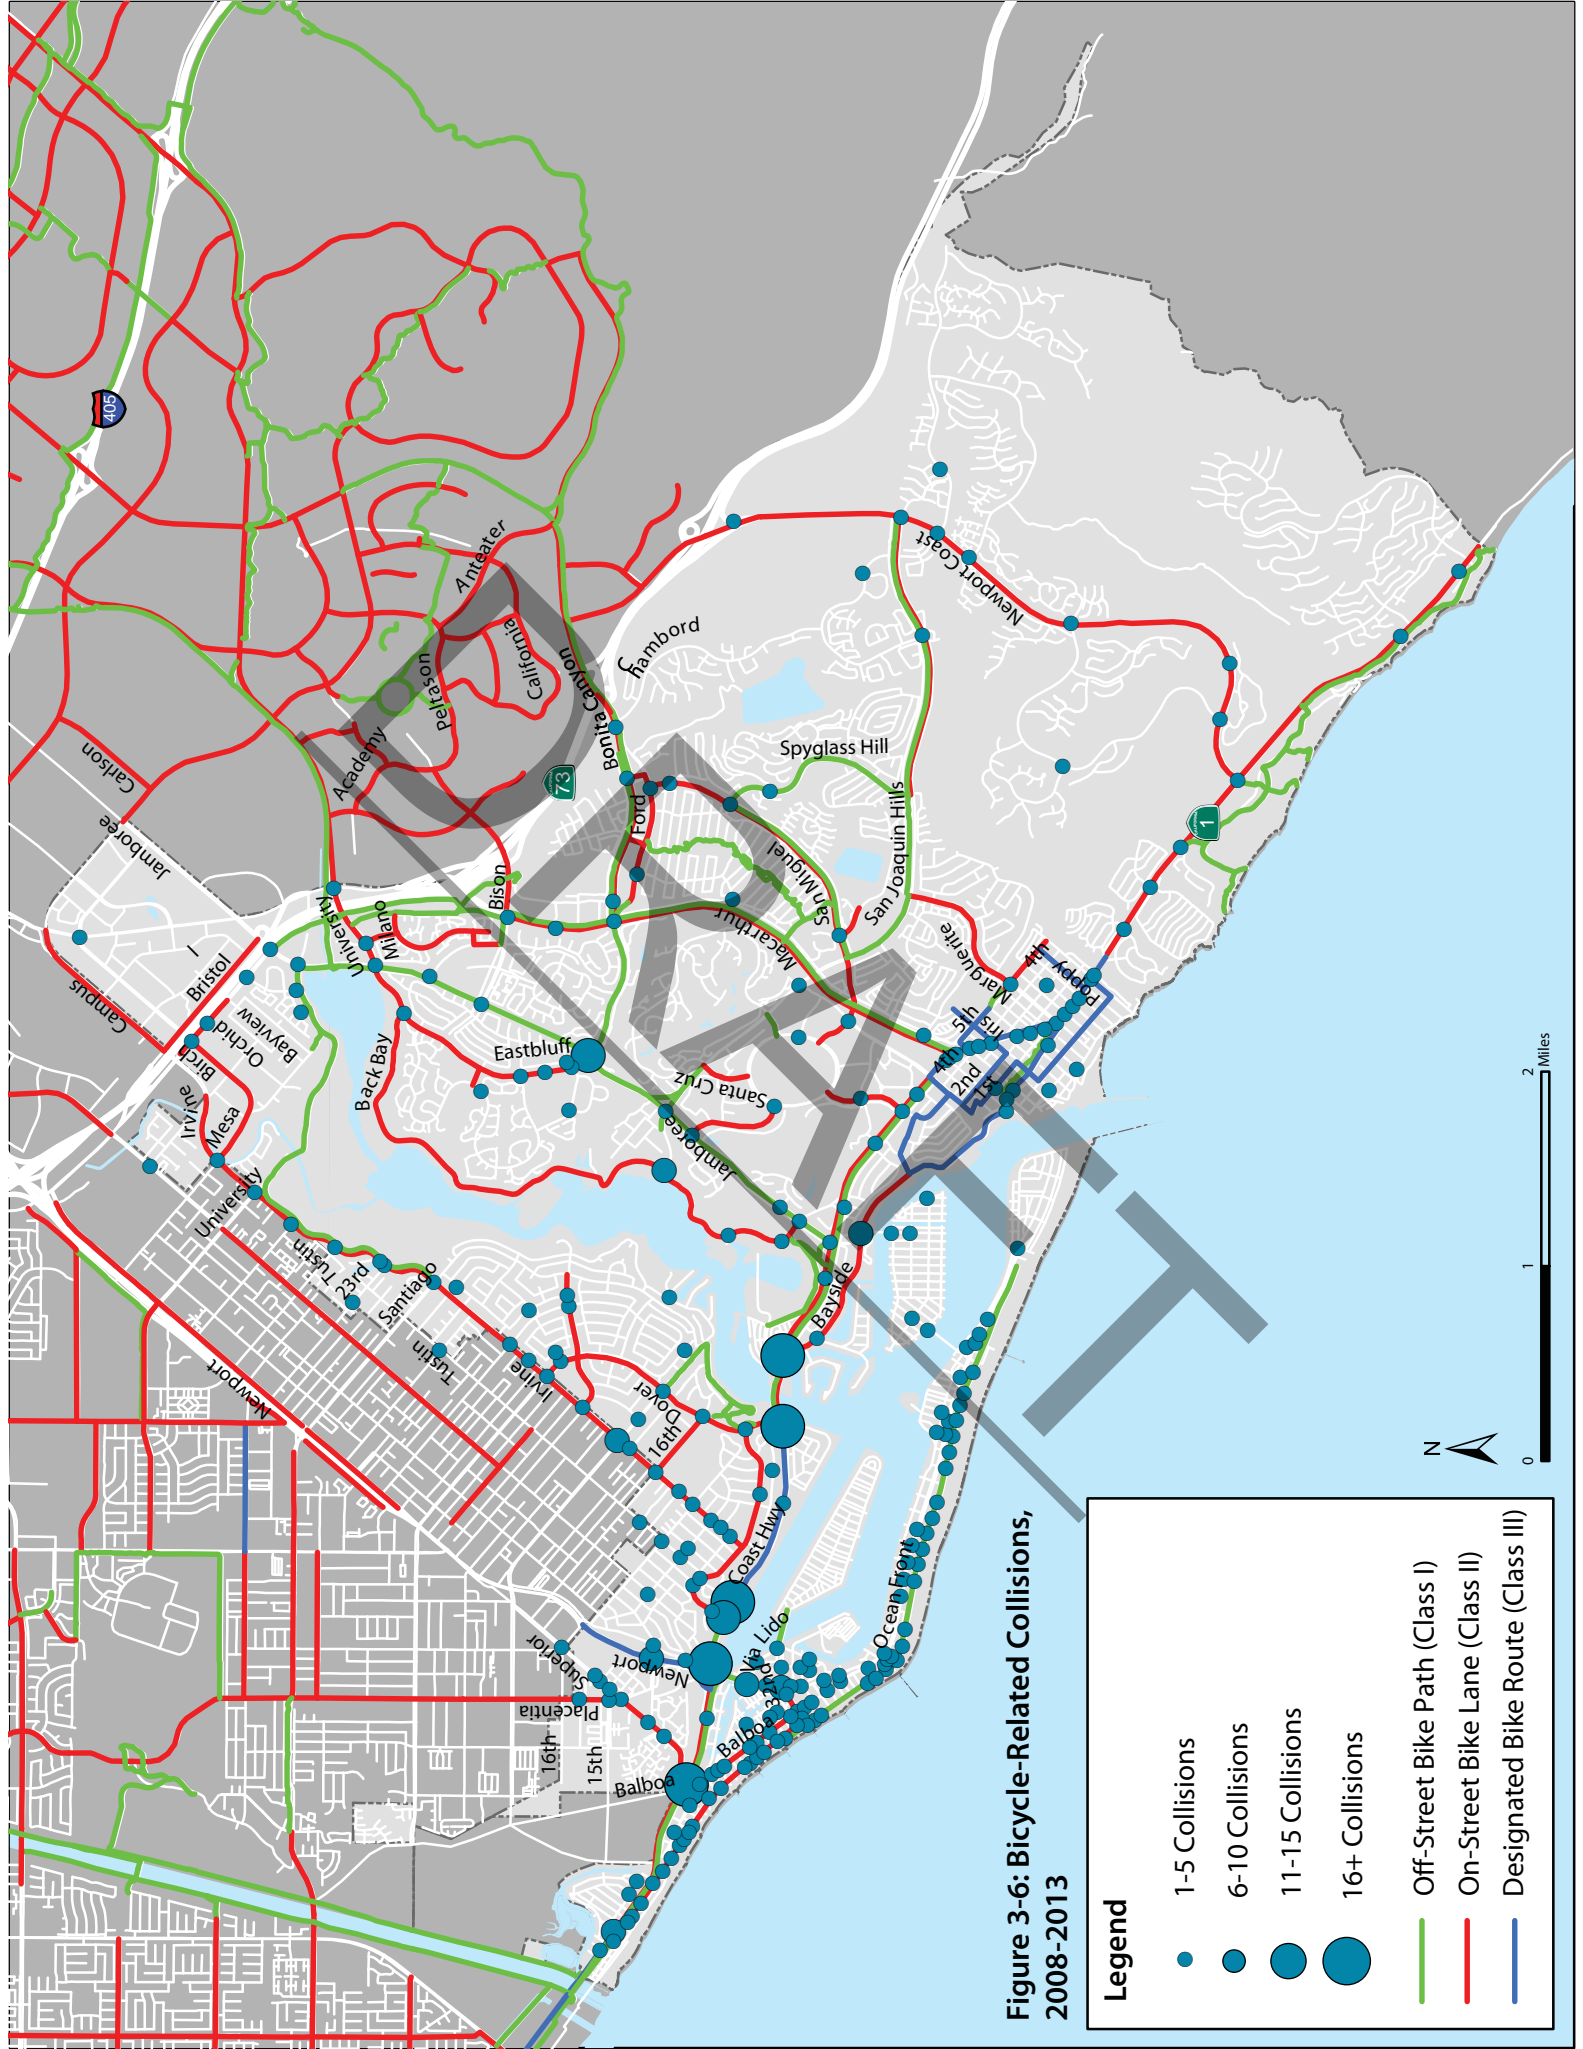 Figure 3-6: Bicycle-Related Collisions,
2008-2013
Legend
1-5 Collisions
6-10 Collisions
11-15 Collisions
16+ Collisions
Off-Street Bike Path (Class I)
On-Street Bike Lane (Class II)
Designated Bike Route (Class III)
N
0
1
2
Miles
DRAFT
405
73
1
Carlson
Jamboree
Campus
Bristol
Birch
Orchid
Bayview
Irvine
Mesa
University
University
Milano
Bison
Academy
Peltason
California
Anteater
Bonita Canyon
Chambord
Ford
Spyglass Hill
San Miguel
San Joaquin Hills
Macarthur
Newport Coast
Marguerite
4th
Poppy
5th
Iris
4th
2nd
1st
Back Bay
Eastbluff
Santa Cruz
Jamboree
Bayside
Tustin
23rd
Santiago
Tustin
Irvine
Dover
16th
Newport
Coast Hwy
Via Lido
32nd
Ocean Front
Superior
Newport
Placentia
16th
15th
Balboa
Balboa